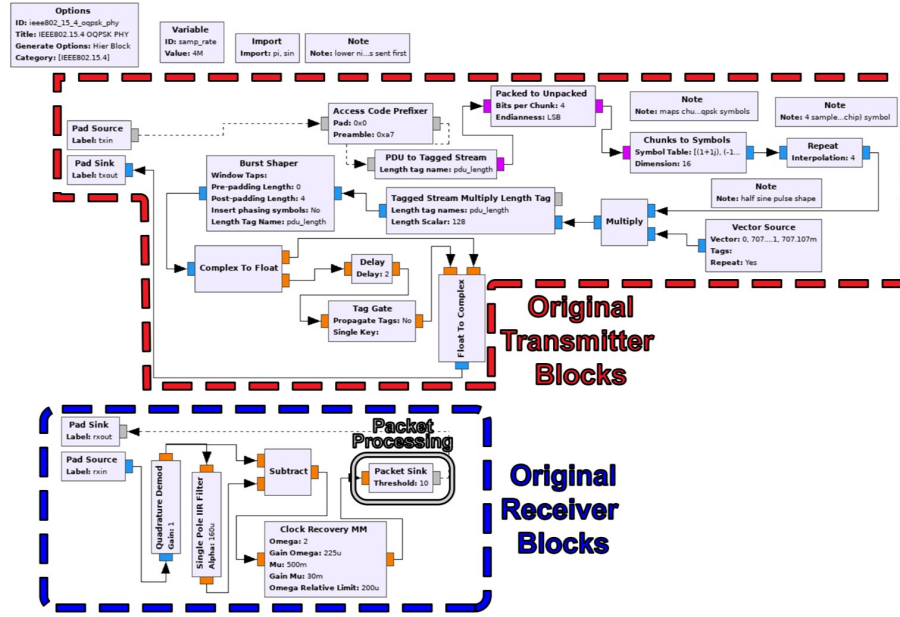 Options
ID: ieee802_15_4_oqpsk_phy
Title: IEEE802.15.4 OQPSK PHY
Generate Options: Hier Block
Category: [IEEE802.15.4]
Variable
ID: samp_rate
Value: 4M
Import
Import: pi, sin
Note
Note: lower ni...s sent first
Pad Source
Label: txin
Pad Sink
Label: txout
Access Code Prefixer
Pad: 0x0
Preamble: 0xa7
PDU to Tagged Stream
Length tag name: pdu_length
Packed to Unpacked
Bits per Chunk: 4
Endianness: LSB
Note
Note: maps chu...qpsk symbols
Note
Note: 4 sample...chip) symbol
Chunks to Symbols
Symbol Table: [(1+1j), (-1...
Dimension: 16
Repeat
Interpolation: 4
Burst Shaper
Window Taps:
Pre-padding Length: 0
Post-padding Length: 4
Insert phasing symbols: No
Length Tag Name: pdu_length
Tagged Stream Multiply Length Tag
Length tag names: pdu_length
Length Scalar: 128
Multiply
Note
Note: half sine pulse shape
Vector Source
Vector: 0, 707....1, 707.107m
Tags:
Repeat: Yes
Complex To Float
Delay
Delay: 2
Tag Gate
Propagate Tags: No
Single Key:
Float To Complex
Original
Transmitter
Blocks
Pad Sink
Label: rxout
Pad Source
Label: rxin
Quadrature Demod
Gain: 1
Single Pole IIR Filter
Alpha: 160u
Subtract
Packet
Processing
Packet Sink
Threshold: 10
Clock Recovery MM
Omega: 2
Gain Omega: 225u
Mu: 500m
Gain Mu: 30m
Omega Relative Limit: 200u
Original
Receiver
Blocks